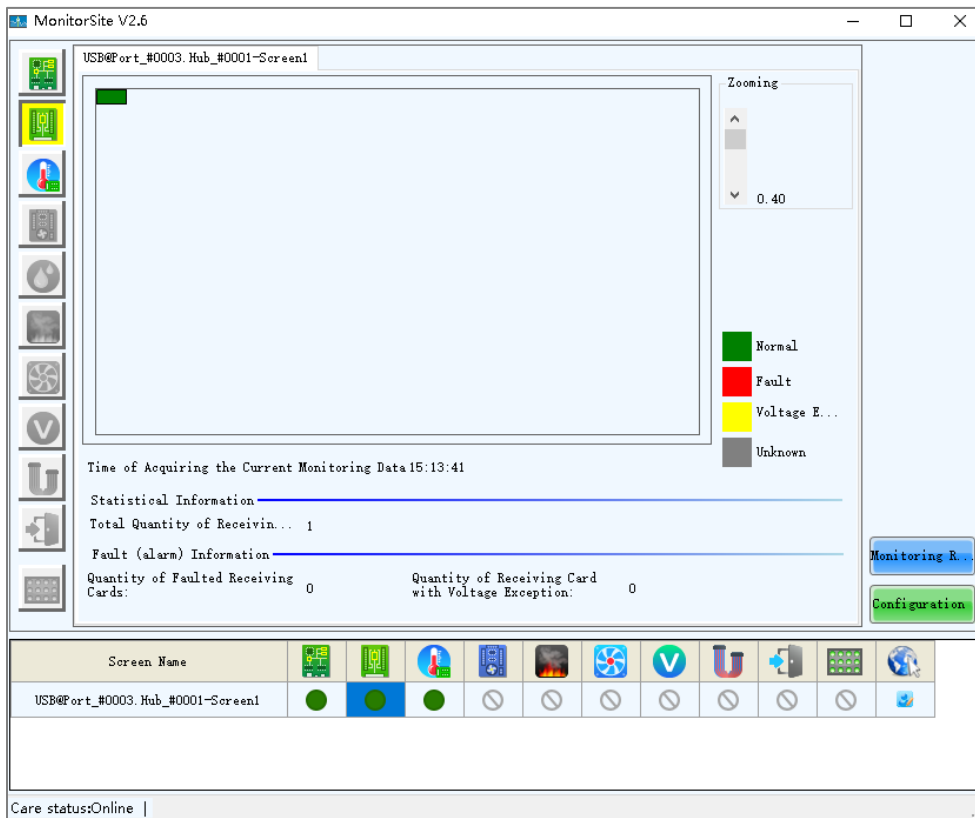 MonitorSite V2.6
USB@Port_#0003.Hub_#0001-Screen1
Zooming
0.40
Normal
Fault
Voltage E...
Unknown
Time of Acquiring the Current Monitoring Data 15:13:41
Statistical Information
Total Quantity of Receivin... 1
Fault (alarm) Information
Quantity of Faulted Receiving
Cards: 0
Quantity of Receiving Card
with Voltage Exception: 0
Monitoring R...
Configuration
Screen Name
USB@Port_#0003.Hub_#0001-Screen1
Care status:Online |